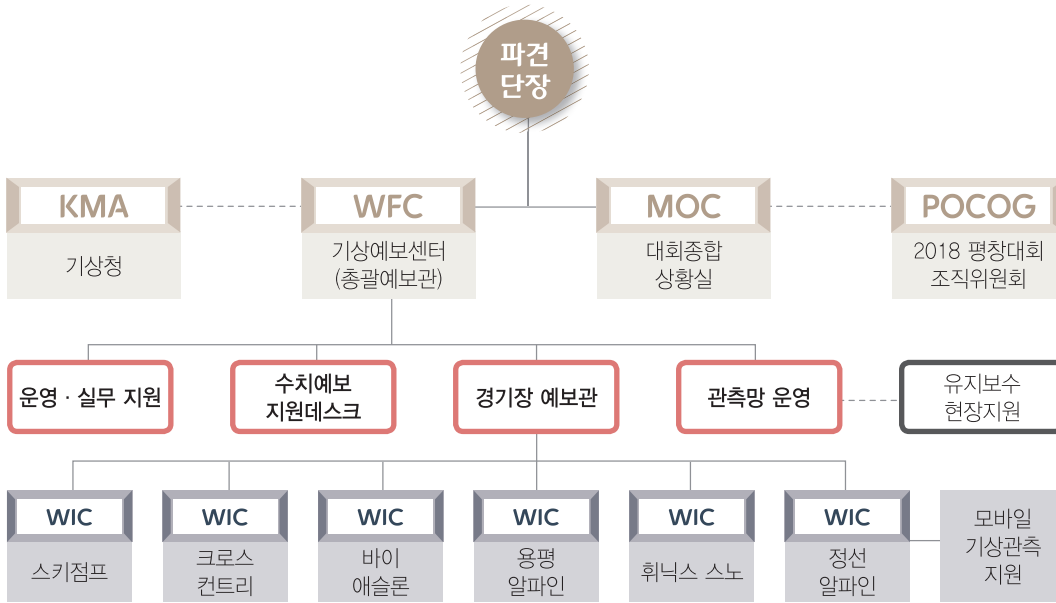 파견
단장
KMA
기상청
WFC
기상예보센터
(총괄예보관)
MOC
대회종합
상황실
POCOG
2018 평창대회
조직위원회
운영 · 실무 지원
수치예보
지원데스크
경기장 예보관
관측망 운영
유지보수
현장지원
WIC
스키점프
WIC
크로스
컨트리
WIC
바이
애슬론
WIC
용평
알파인
WIC
휘닉스 스노
WIC
정선
알파인
모바일
기상관측
지원